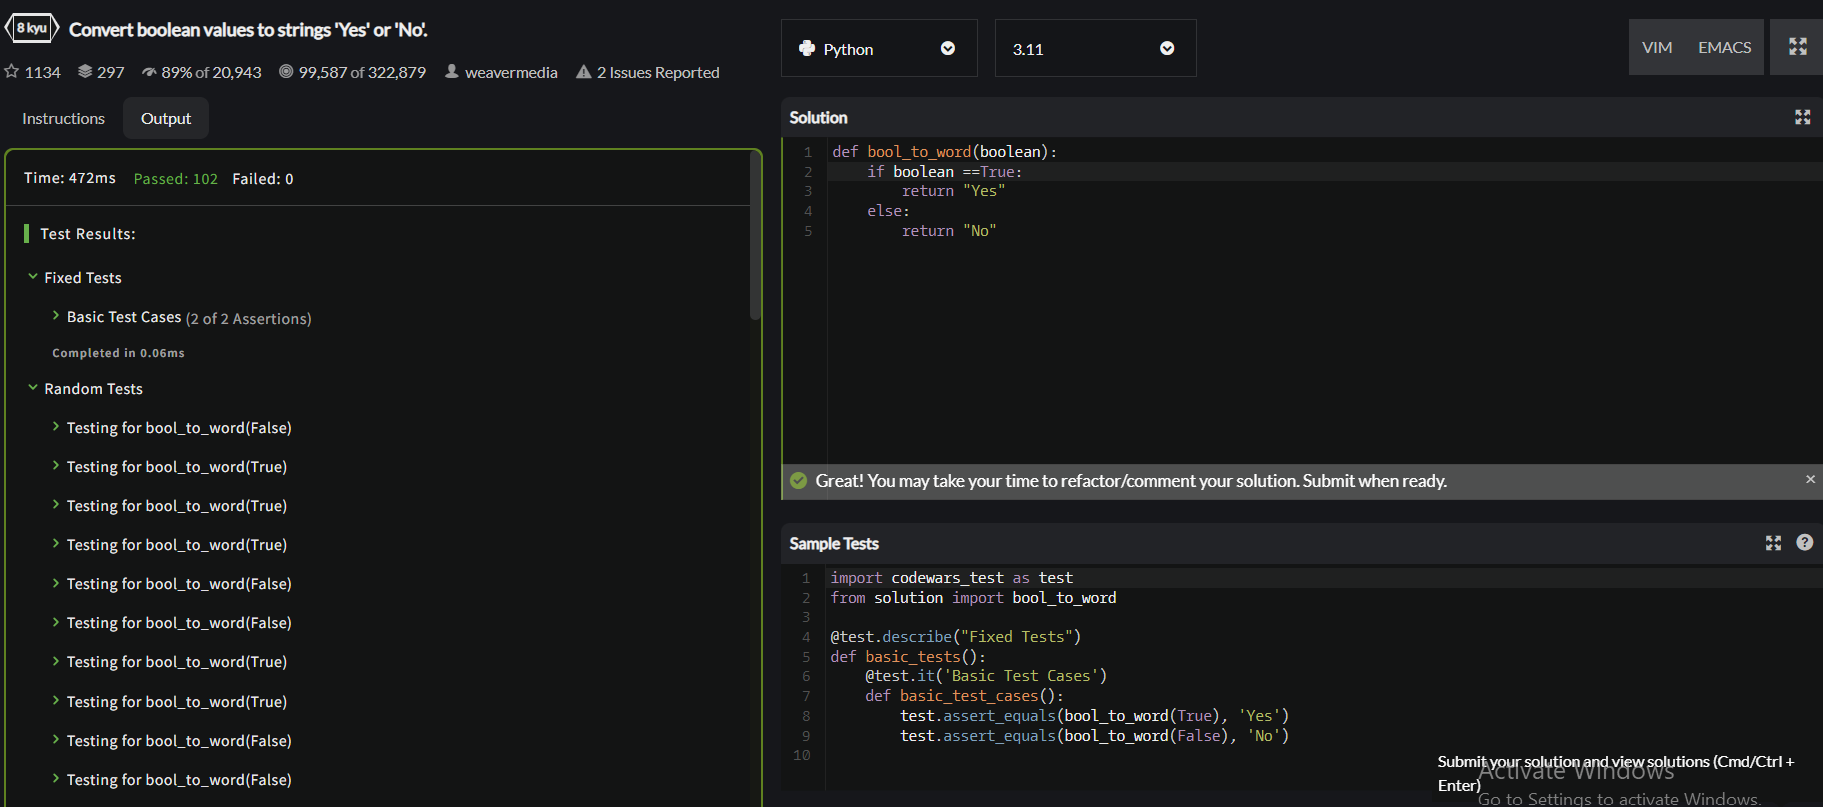 8 kyu Convert boolean values to strings 'Yes' or 'No'.
1134 297 89% of 20,943 99,587 of 322,879 weavermedia 2 Issues Reported
Instructions Output
Time: 472ms Passed: 102 Failed: 0
Test Results:
Fixed Tests
Basic Test Cases (2 of 2 Assertions)
Completed in 0.06ms
Random Tests
Testing for bool_to_word(False)
Testing for bool_to_word(True)
Testing for bool_to_word(True)
Testing for bool_to_word(True)
Testing for bool_to_word(False)
Testing for bool_to_word(False)
Testing for bool_to_word(True)
Testing for bool_to_word(True)
Testing for bool_to_word(False)
Testing for bool_to_word(False)
Python 3.11 VIM EMACS
Solution
1 def bool_to_word(boolean):
2     if boolean ==True:
3         return "Yes"
4     else:
5         return "No"
Great! You may take your time to refactor/comment your solution. Submit when ready. ×
Sample Tests ?
1 import codewars_test as test
2 from solution import bool_to_word
3
4 @test.describe("Fixed Tests")
5 def basic_tests():
6     @test.it('Basic Test Cases')
7     def basic_test_cases():
8         test.assert_equals(bool_to_word(True), 'Yes')
9         test.assert_equals(bool_to_word(False), 'No')
10
Submit your solution and view solutions (Cmd/Ctrl +
Enter)
Activate Windows
Go to Settings to activate Windows.